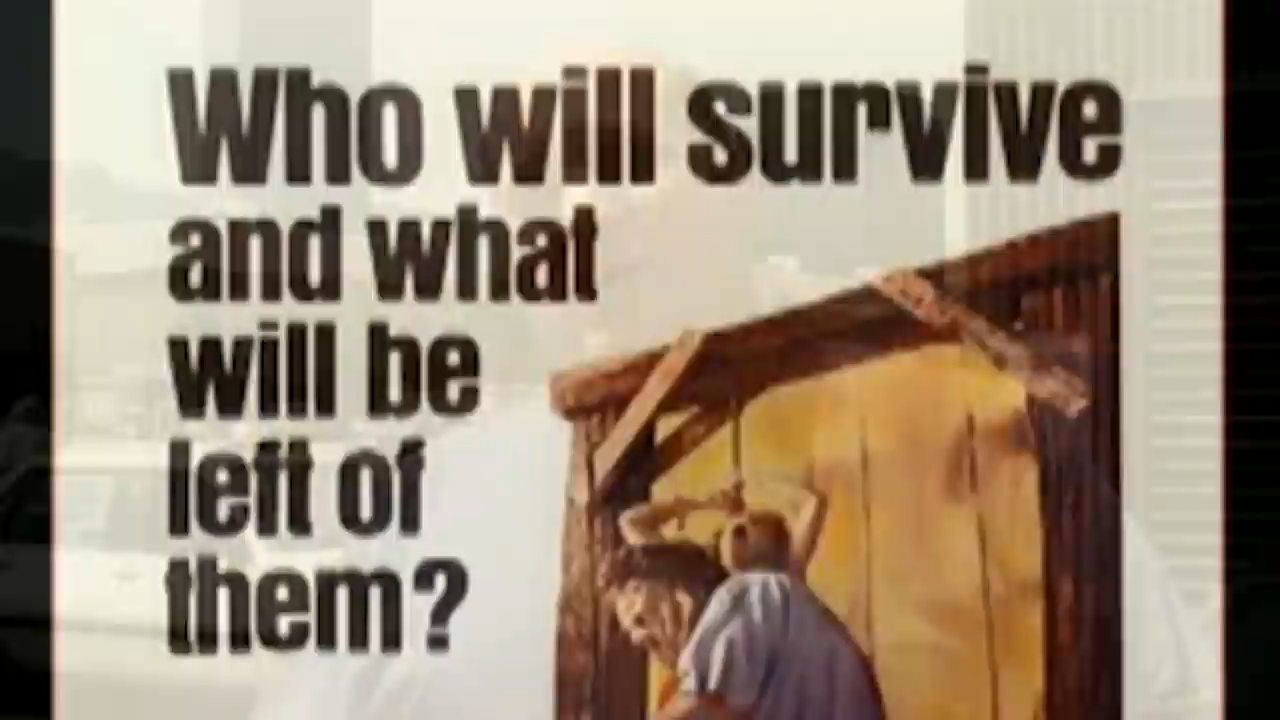 Who will survive
and what
will be
left of
them?